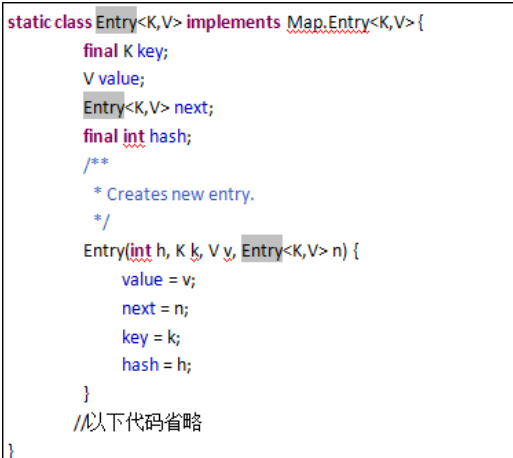 static class Entry<K,V> implements Map.Entry<K,V> {
final K key;
V value;
Entry<K,V> next;
final int hash;
/**
* Creates new entry.
*/
Entry(int h, K k, V v, Entry<K,V> n) {
value = v;
next = n;
key = k;
hash = h;
}
//以下代码省略
}